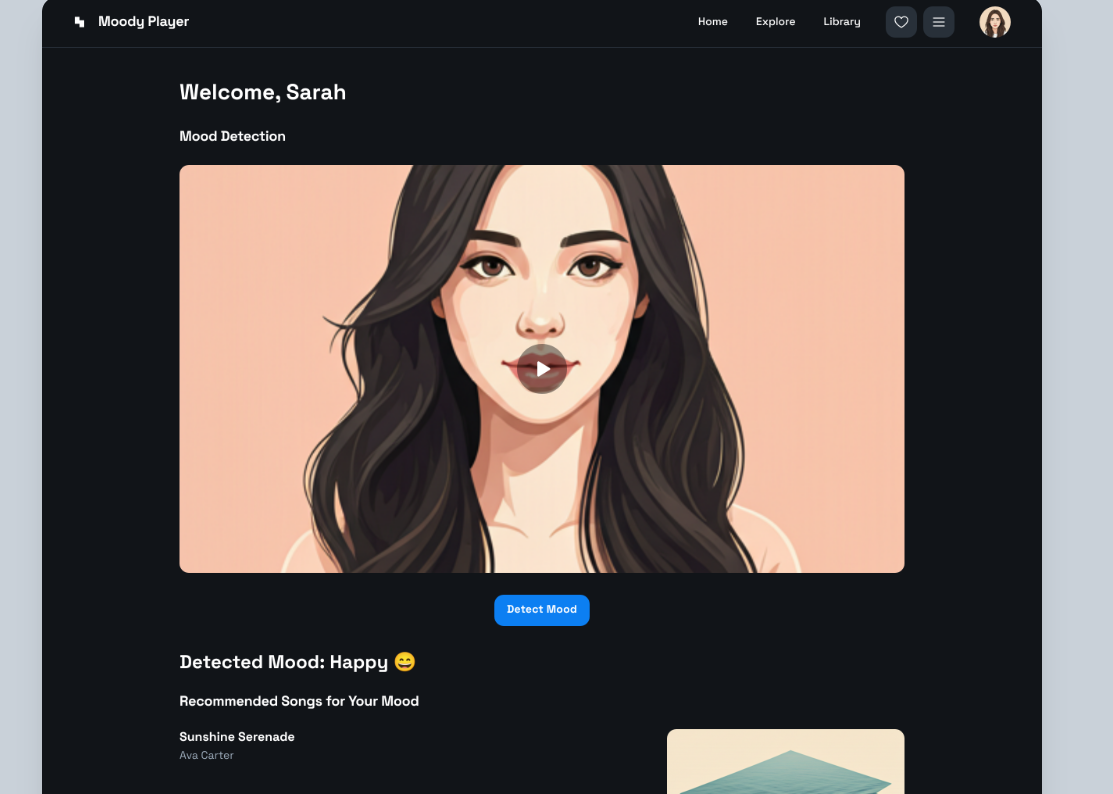 Moody Player
Home Explore Library
Welcome, Sarah
Mood Detection
Detect Mood
Detected Mood: Happy 😄
Recommended Songs for Your Mood
Sunshine Serenade
Ava Carter